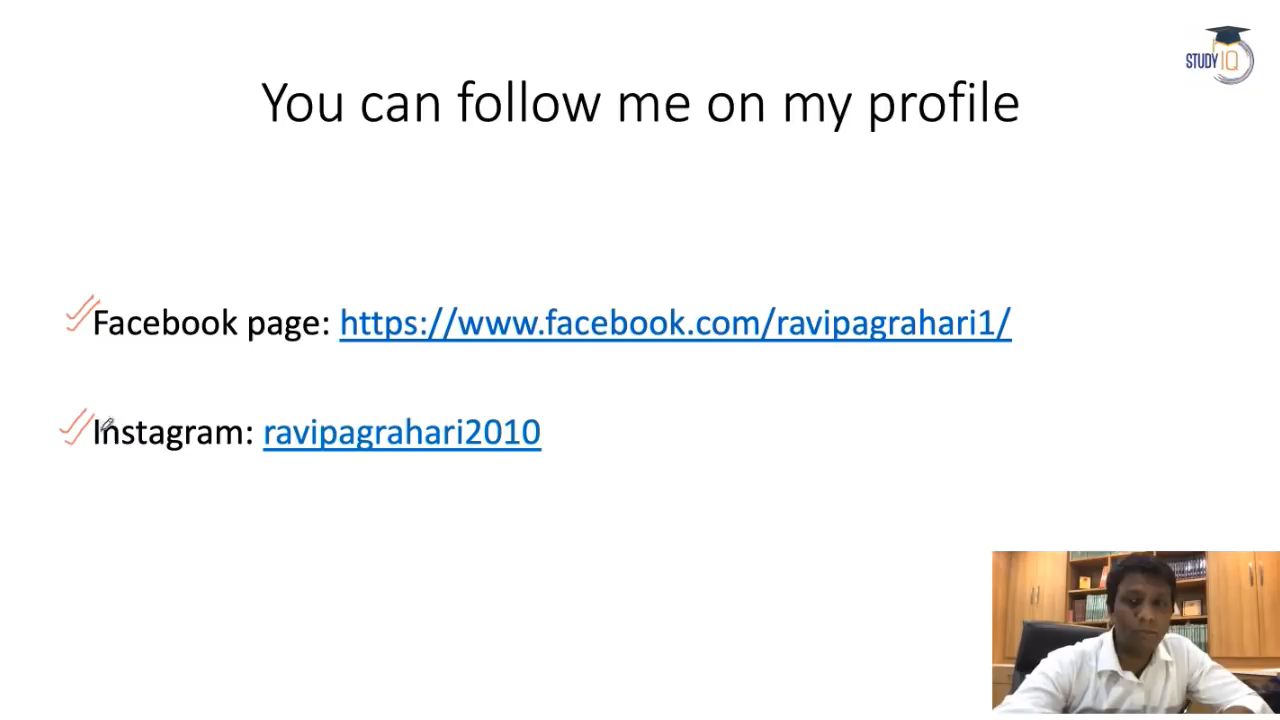 STUDY IQ
You can follow me on my profile
Facebook page: https://www.facebook.com/ravipagrahari1/
Instagram: ravipagrahari2010